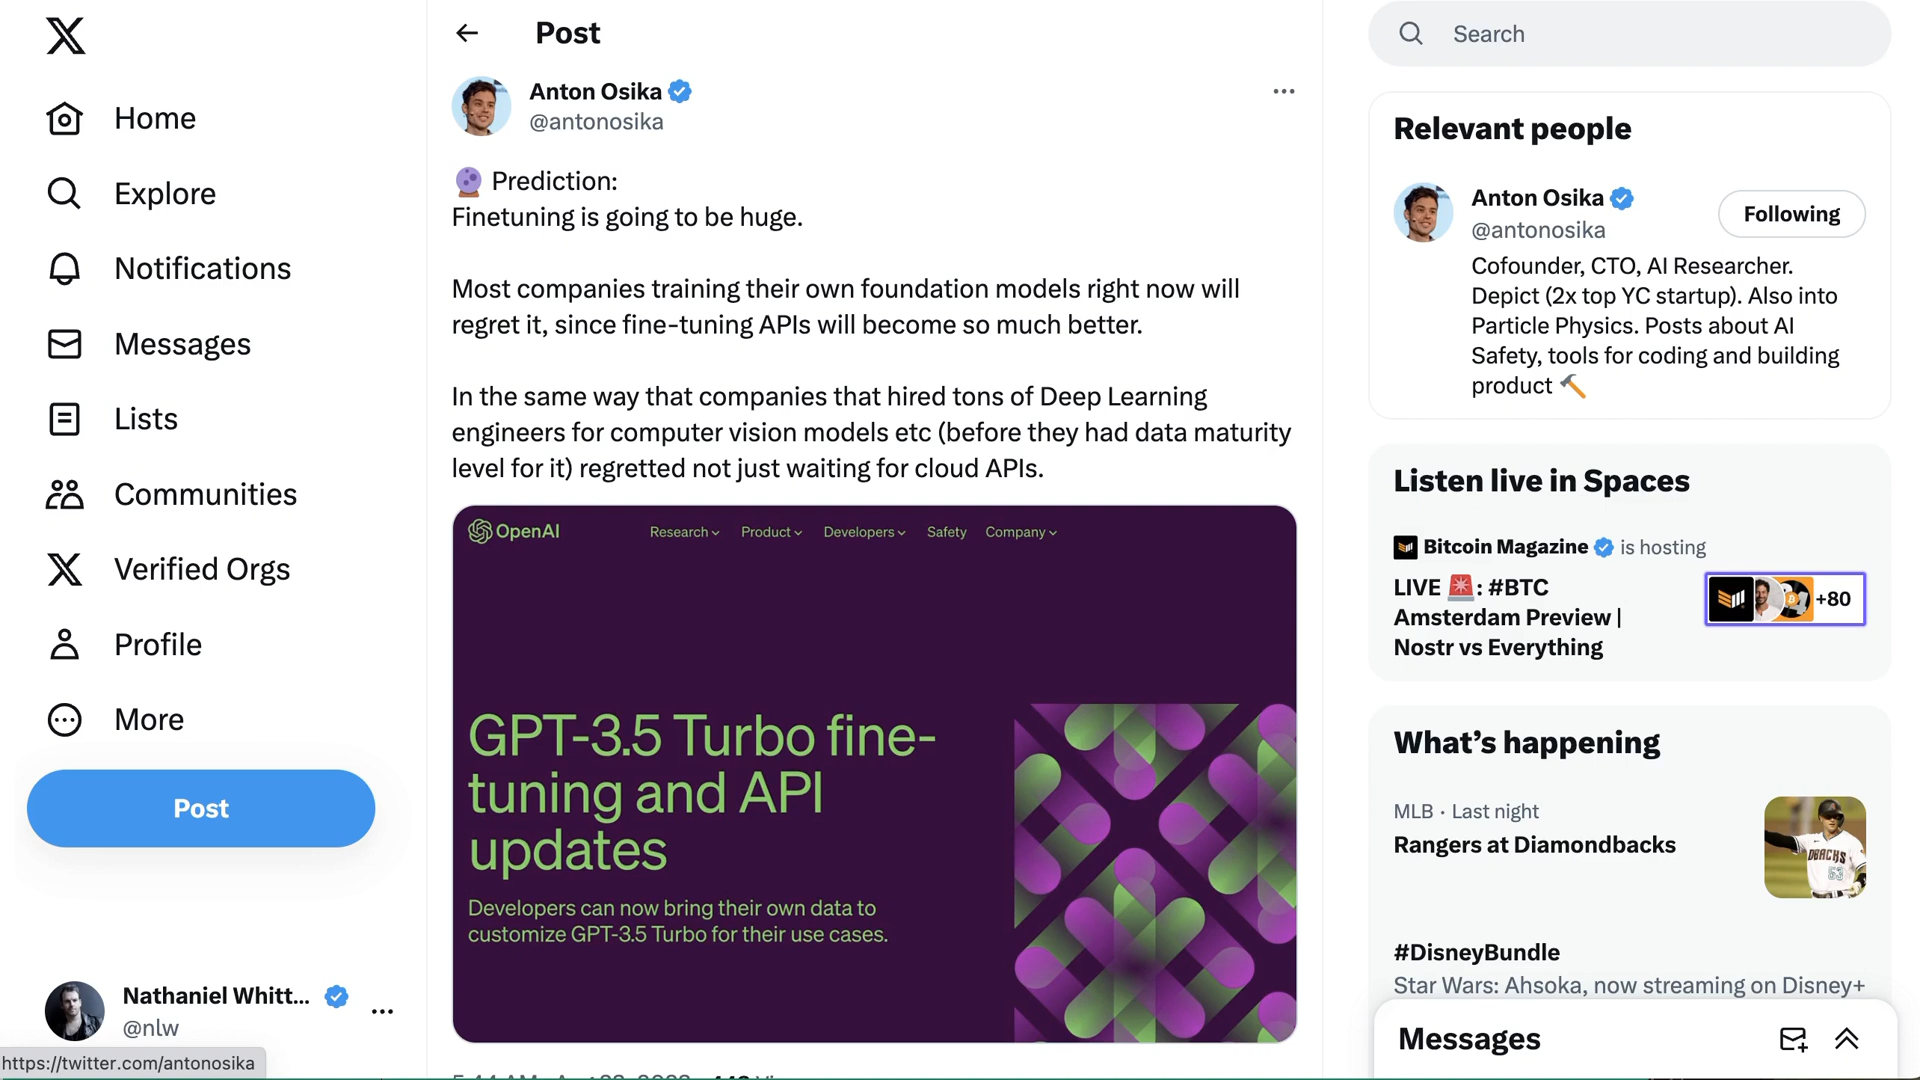 Home
Explore
Notifications
Messages
Lists
Communities
Verified Orgs
Profile
More
Post
Nathaniel Whitt...
@nlw
https://twitter.com/antonosika
Post
Anton Osika
@antonosika
Prediction:
Finetuning is going to be huge.
Most companies training their own foundation models right now will
regret it, since fine-tuning APIs will become so much better.
In the same way that companies that hired tons of Deep Learning
engineers for computer vision models etc (before they had data maturity
level for it) regretted not just waiting for cloud APIs.
OpenAI
Research
Product
Developers
Safety
Company
GPT-3.5 Turbo fine-
tuning and API
updates
Developers can now bring their own data to
customize GPT-3.5 Turbo for their use cases.
Search
Relevant people
Anton Osika
@antonosika
Following
Cofounder, CTO, AI Researcher.
Depict (2x top YC startup). Also into
Particle Physics. Posts about AI
Safety, tools for coding and building
product
Listen live in Spaces
Bitcoin Magazine is hosting
LIVE : #BTC
Amsterdam Preview |
Nostr vs Everything
+80
What's happening
MLB · Last night
Rangers at Diamondbacks
DBACKS
53
#DisneyBundle
Star Wars: Ahsoka, now streaming on Disney+
Messages